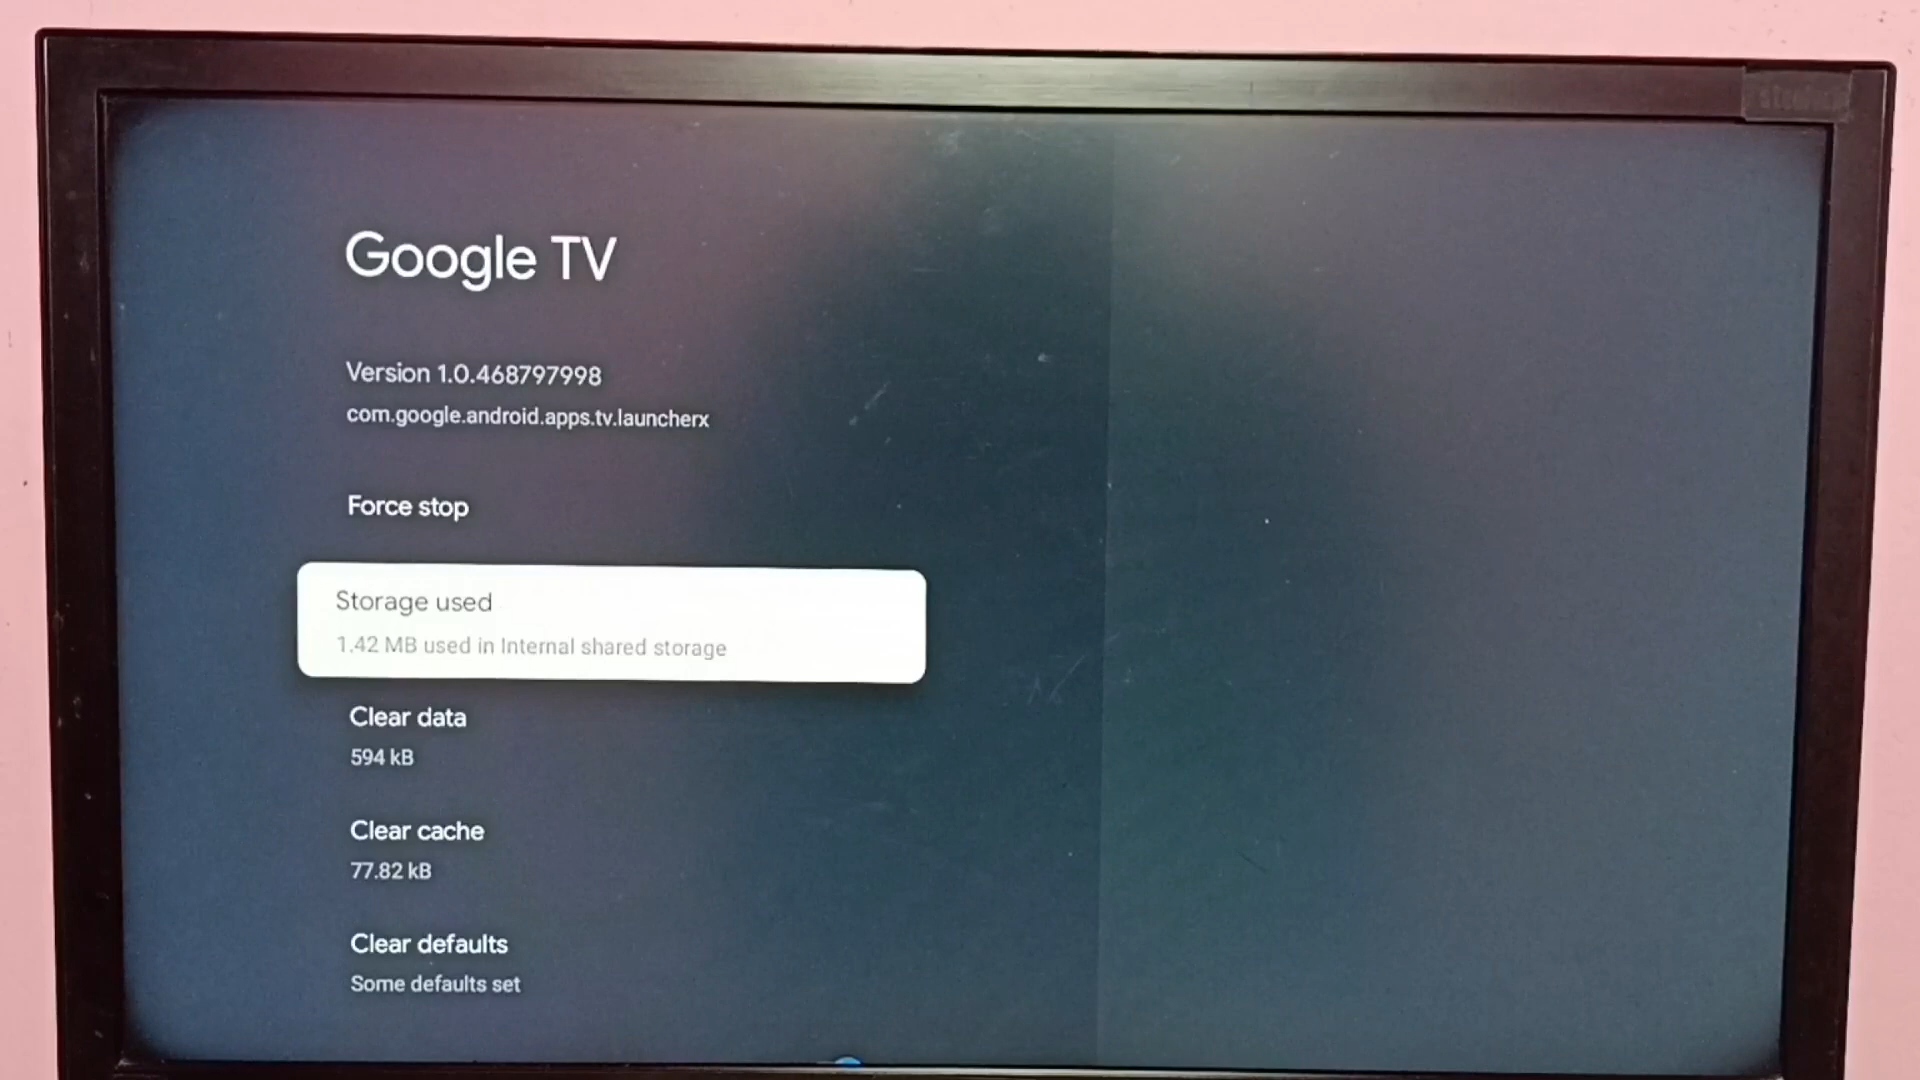 Google TV
Version 1.0.468797998
com.google.android.apps.tv.launcherx
Force stop
Storage used
1.42 MB used in Internal shared storage
Clear data
594 kB
Clear cache
77.82 kB
Clear defaults
Some defaults set